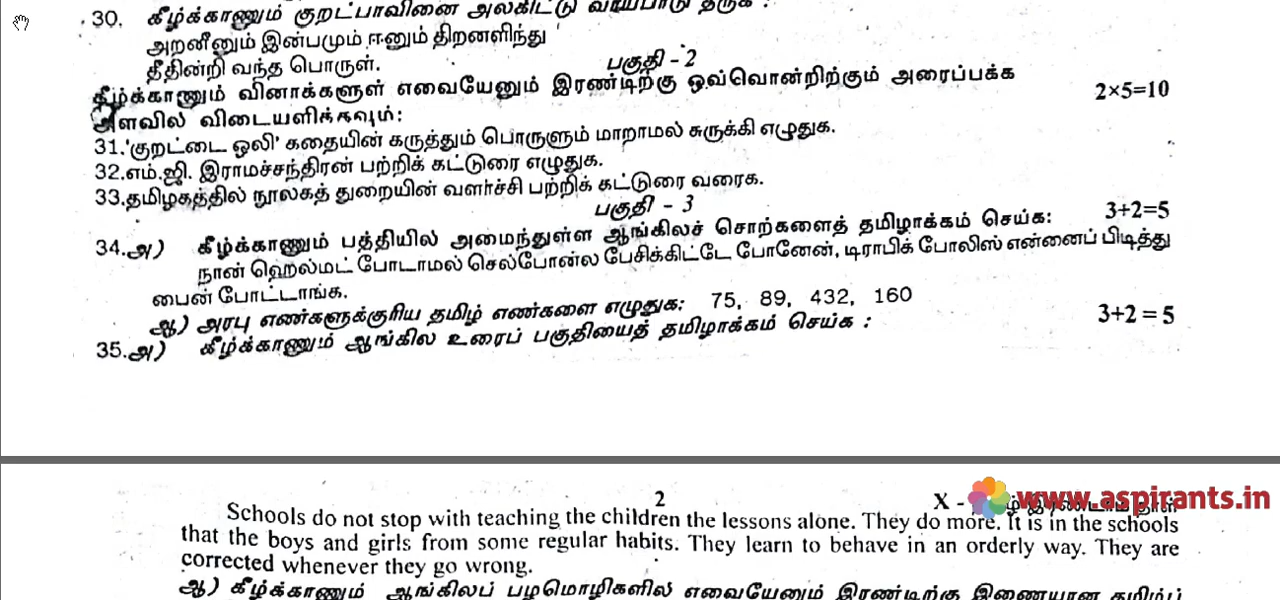 30. கீழ்க்காணும் குறட்பாவினை அலகிட்டு வாய்பாடு தருக :
அறனீனும் இன்பமும் ஈனும் திறனளிந்து
தீதின்றி வந்த பொருள்.
பகுதி - 2
கீழ்க்காணும் வினாக்களுள் எவையேனும் இரண்டிற்கு ஒவ்வொன்றிற்கும் அரைப்பக்க 2×5=10
அளவில் விடையளிக்கவும்:
31.'குறட்டை ஒலி' கதையின் கருத்தும் பொருளும் மாறாமல் சுருக்கி எழுதுக.
32.எம்.ஜி. இராமச்சந்திரன் பற்றிக் கட்டுரை எழுதுக.
33.தமிழகத்தில் நூலகத் துறையின் வளர்ச்சி பற்றிக் கட்டுரை வரைக.
பகுதி - 3
34.அ) கீழ்க்காணும் பத்தியில் அமைந்துள்ள ஆங்கிலச் சொற்களைத் தமிழாக்கம் செய்க: 3+2=5
நான் ஹெல்மட் போடாமல் செல்போன்ல பேசிக்கிட்டே போனேன், டிராபிக் போலிஸ் என்னைப் பிடித்து
பைன் போட்டாங்க.
ஆ) அரபு எண்களுக்குரிய தமிழ் எண்களை எழுதுக: 75, 89, 432, 160
35.அ) கீழ்க்காணும் ஆங்கில உரைப் பகுதியைத் தமிழாக்கம் செய்க : 3+2 = 5
2 X - www.aspirants.in
Schools do not stop with teaching the children the lessons alone. They do more. It is in the schools
that the boys and girls from some regular habits. They learn to behave in an orderly way. They are
corrected whenever they go wrong.
ஆ) கீழ்க்காணும் ஆங்கிலப் பழமொழிகளில் எவையேனும் இரண்டிற்கு இணையான தமிழ்ப்